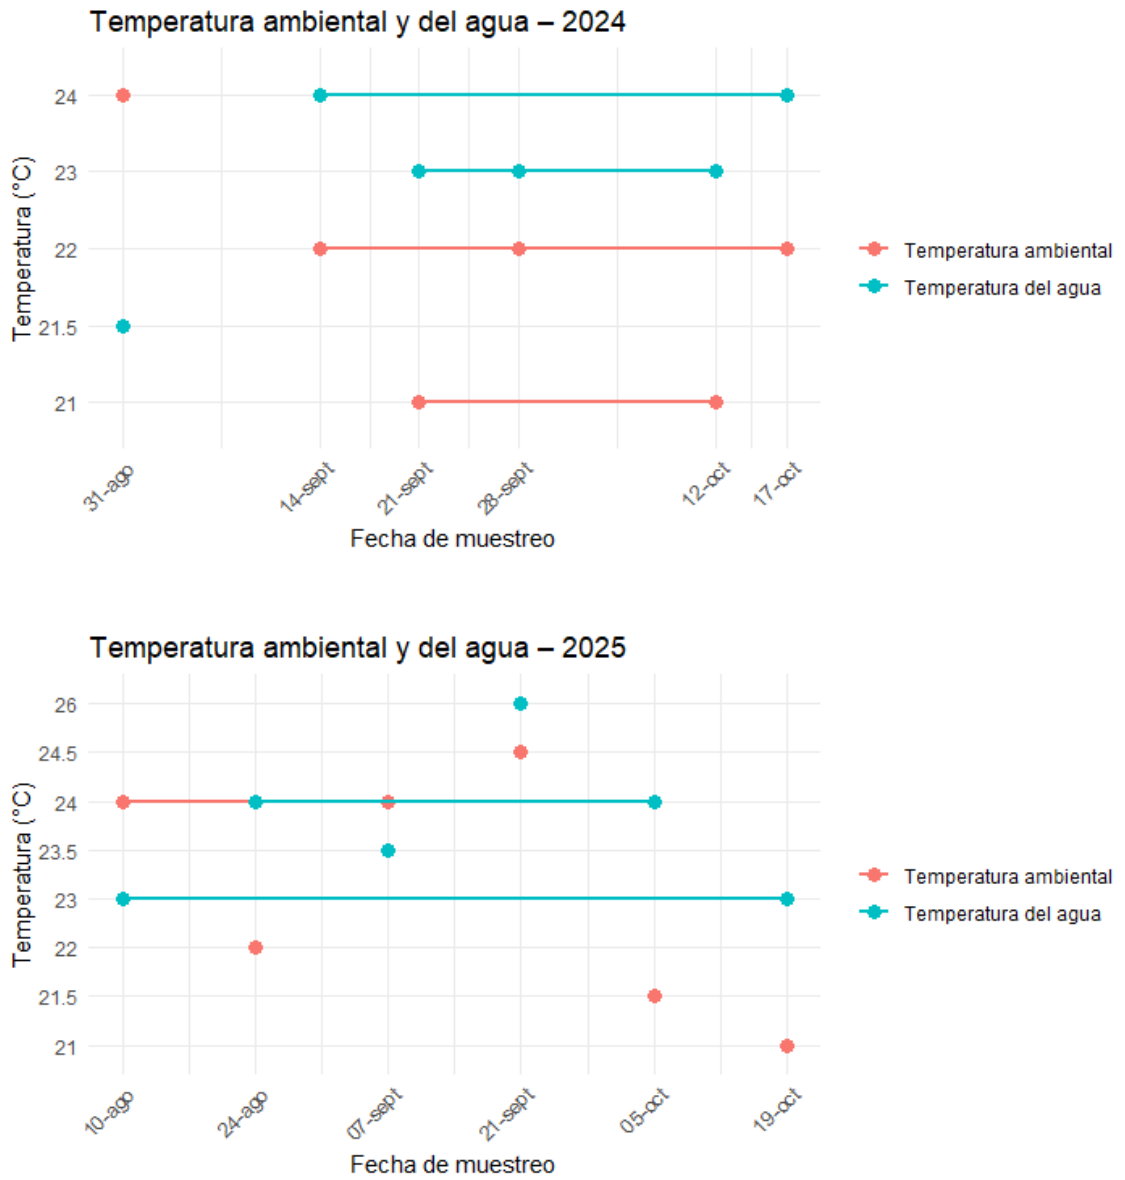 Temperatura ambiental y del agua – 2024
Temperatura (°C)
24
23
22
21.5
21
31-ago
14-sept
21-sept
28-sept
12-oct
17-oct
Fecha de muestreo
Temperatura ambiental
Temperatura del agua
Temperatura ambiental y del agua – 2025
Temperatura (°C)
26
24.5
24
23.5
23
22
21.5
21
10-ago
24-ago
07-sept
21-sept
05-oct
19-oct
Fecha de muestreo
Temperatura ambiental
Temperatura del agua